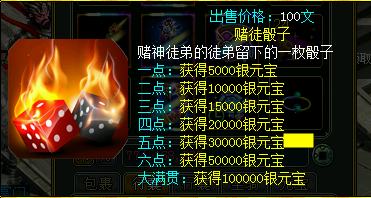 出售价格：100文
赌徒骰子
赌神徒弟的徒弟留下的一枚骰子
一点：获得5000银元宝
二点：获得10000银元宝
三点：获得15000银元宝
四点：获得20000银元宝
五点：获得30000银元宝
六点：获得50000银元宝
大满贯：获得100000银元宝
包裹